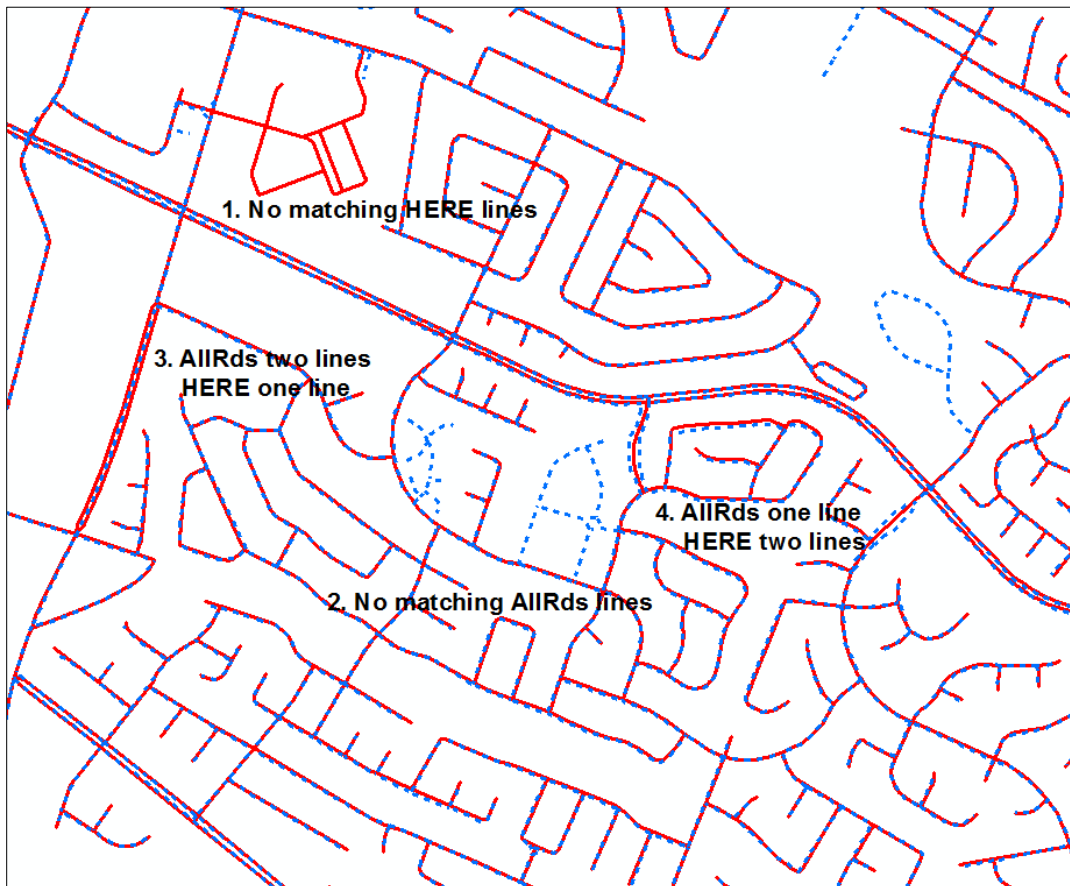 1. No matching HERE lines
3. AllRds two lines
HERE one line
4. AllRds one line
HERE two lines
2. No matching AllRds lines